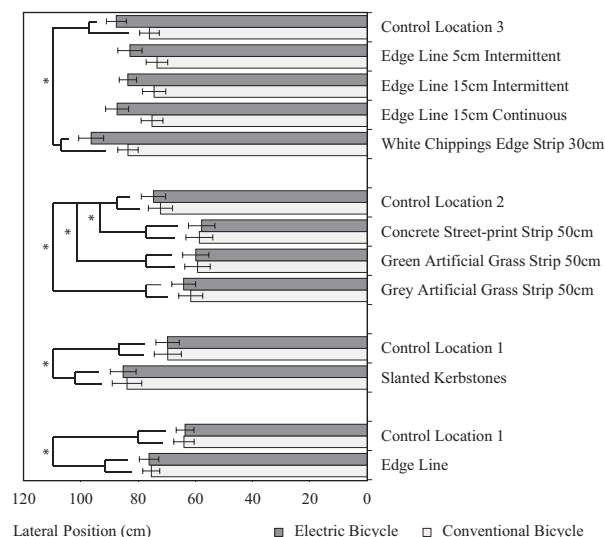 Control Location 3
Edge Line 5cm Intermittent
Edge Line 15cm Intermittent
Edge Line 15cm Continuous
White Chippings Edge Strip 30cm
*
Control Location 2
Concrete Street-print Strip 50cm
Green Artificial Grass Strip 50cm
Grey Artificial Grass Strip 50cm
*
*
*
Control Location 1
Slanted Kerbstones
*
Control Location 1
Edge Line
*
120 100 80 60 40 20 0
Lateral Position (cm) Electric Bicycle Conventional Bicycle